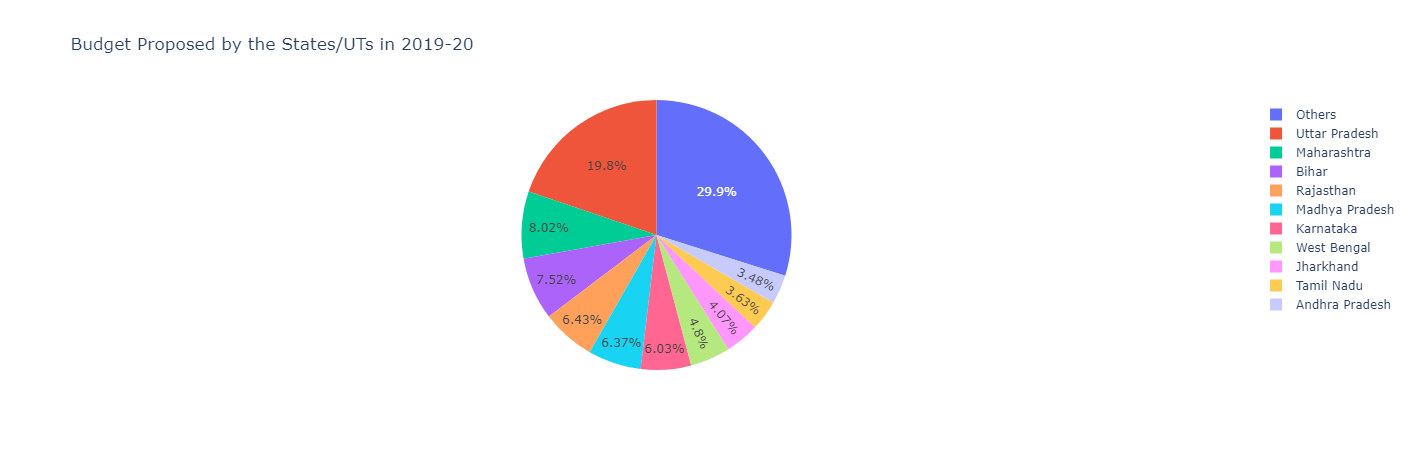 Budget Proposed by the States/UTs in 2019-20
29.9%
19.8%
8.02%
7.52%
6.43%
6.37%
6.03%
4.8%
4.07%
3.63%
3.48%
Others
Uttar Pradesh
Maharashtra
Bihar
Rajasthan
Madhya Pradesh
Karnataka
West Bengal
Jharkhand
Tamil Nadu
Andhra Pradesh